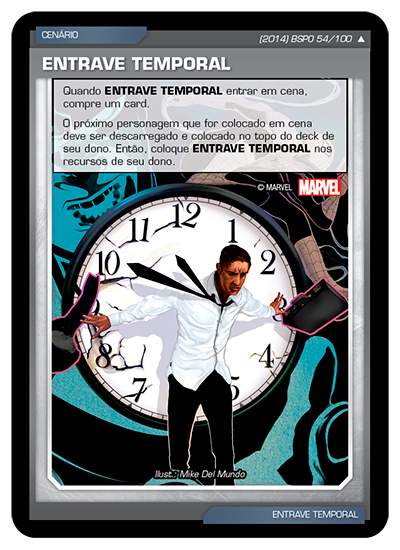 CENÁRIO
(2014) BSP0 54/100 ▲
ENTRAVE TEMPORAL
Quando ENTRAVE TEMPORAL entrar em cena,
compre um card.
O próximo personagem que for colocado em cena
deve ser descarregado e colocado no topo do deck de
seu dono. Então, coloque ENTRAVE TEMPORAL nos
recursos de seu dono.
© MARVEL MARVEL
12
11
1
10
2
9
3
8
4
7
5
Ilust.: Mike Del Mundo
ENTRAVE TEMPORAL